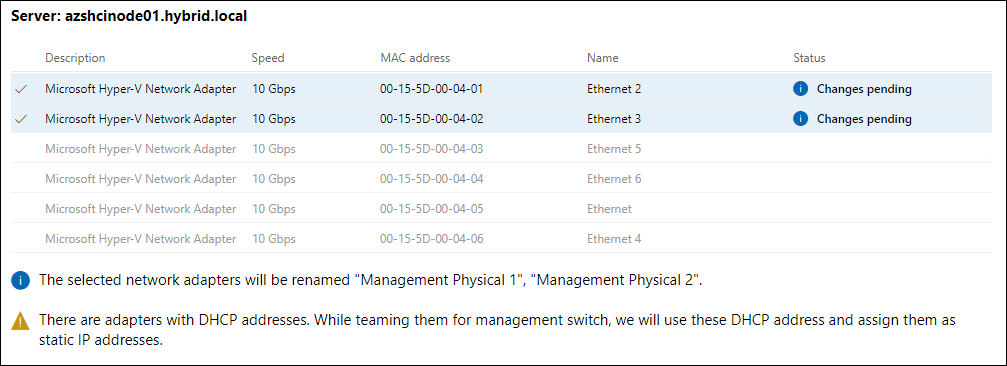 Server: azshcinode01.hybrid.local
Description Speed MAC address Name Status
Microsoft Hyper-V Network Adapter 10 Gbps 00-15-5D-00-04-01 Ethernet 2 Changes pending
Microsoft Hyper-V Network Adapter 10 Gbps 00-15-5D-00-04-02 Ethernet 3 Changes pending
Microsoft Hyper-V Network Adapter 10 Gbps 00-15-5D-00-04-03 Ethernet 5
Microsoft Hyper-V Network Adapter 10 Gbps 00-15-5D-00-04-04 Ethernet 6
Microsoft Hyper-V Network Adapter 10 Gbps 00-15-5D-00-04-05 Ethernet
Microsoft Hyper-V Network Adapter 10 Gbps 00-15-5D-00-04-06 Ethernet 4
The selected network adapters will be renamed "Management Physical 1", "Management Physical 2".
There are adapters with DHCP addresses. While teaming them for management switch, we will use these DHCP address and assign them as
static IP addresses.